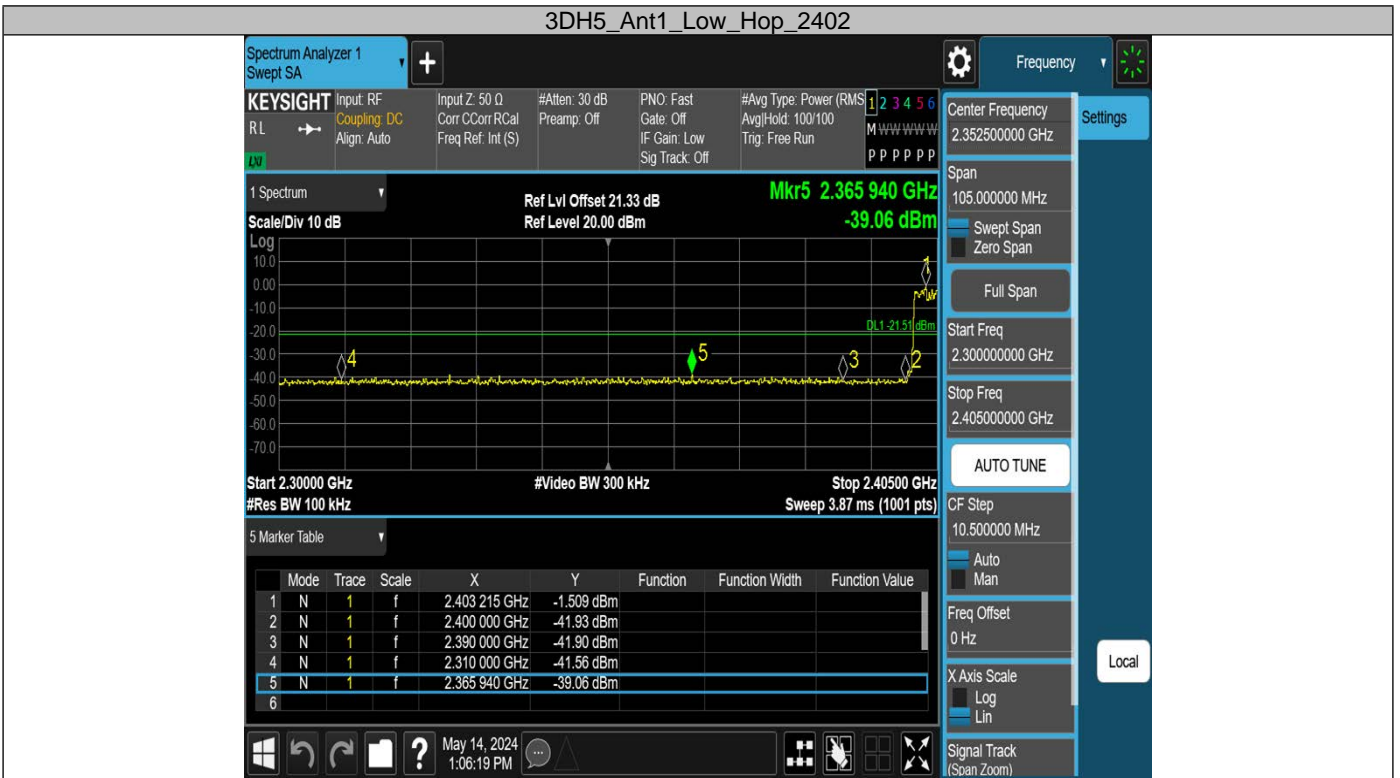 3DH5_Ant1_Low_Hop_2402
Spectrum Analyzer 1
Swept SA
+
Frequency
KEYSIGHT
RL
LXI
Input: RF
Coupling: DC
Align: Auto
Input Z: 50 Ω
Corr CCorr RCal
Freq Ref: Int (S)
#Atten: 30 dB
Preamp: Off
PNO: Fast
Gate: Off
IF Gain: Low
Sig Track: Off
#Avg Type: Power (RMS
Avg|Hold: 100/100
Trig: Free Run
1 2 3 4 5 6
M W W W W W
P P P P P P
1 Spectrum
Scale/Div 10 dB
Ref Lvl Offset 21.33 dB
Ref Level 20.00 dBm
Mkr5 2.365 940 GHz
-39.06 dBm
Log
10.0
0.00
-10.0
-20.0
-30.0
-40.0
-50.0
-60.0
-70.0
1
DL1 -21.51 dBm
4
5
3
2
Start 2.30000 GHz
#Video BW 300 kHz
Stop 2.40500 GHz
#Res BW 100 kHz
Sweep 3.87 ms (1001 pts)
5 Marker Table
Mode Trace Scale X Y Function Function Width Function Value
1 N 1 f 2.403 215 GHz -1.509 dBm
2 N 1 f 2.400 000 GHz -41.93 dBm
3 N 1 f 2.390 000 GHz -41.90 dBm
4 N 1 f 2.310 000 GHz -41.56 dBm
5 N 1 f 2.365 940 GHz -39.06 dBm
6
?
May 14, 2024
1:06:19 PM
Center Frequency
2.352500000 GHz
Settings
Span
105.000000 MHz
Swept Span
Zero Span
Full Span
Start Freq
2.300000000 GHz
Stop Freq
2.405000000 GHz
AUTO TUNE
CF Step
10.500000 MHz
Auto
Man
Freq Offset
0 Hz
Local
X Axis Scale
Log
Lin
Signal Track
(Span Zoom)